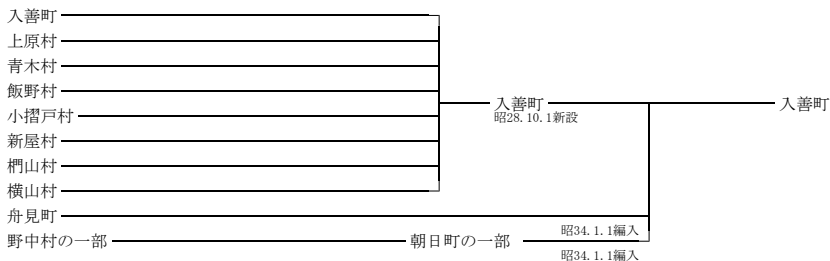 入善町
上原村
青木村
飯野村
小摺戸村
新屋村
椚山村
横山村
舟見町
野中村の一部
入善町
昭28.10.1新設
入善町
朝日町の一部
昭34.1.1編入
昭34.1.1編入